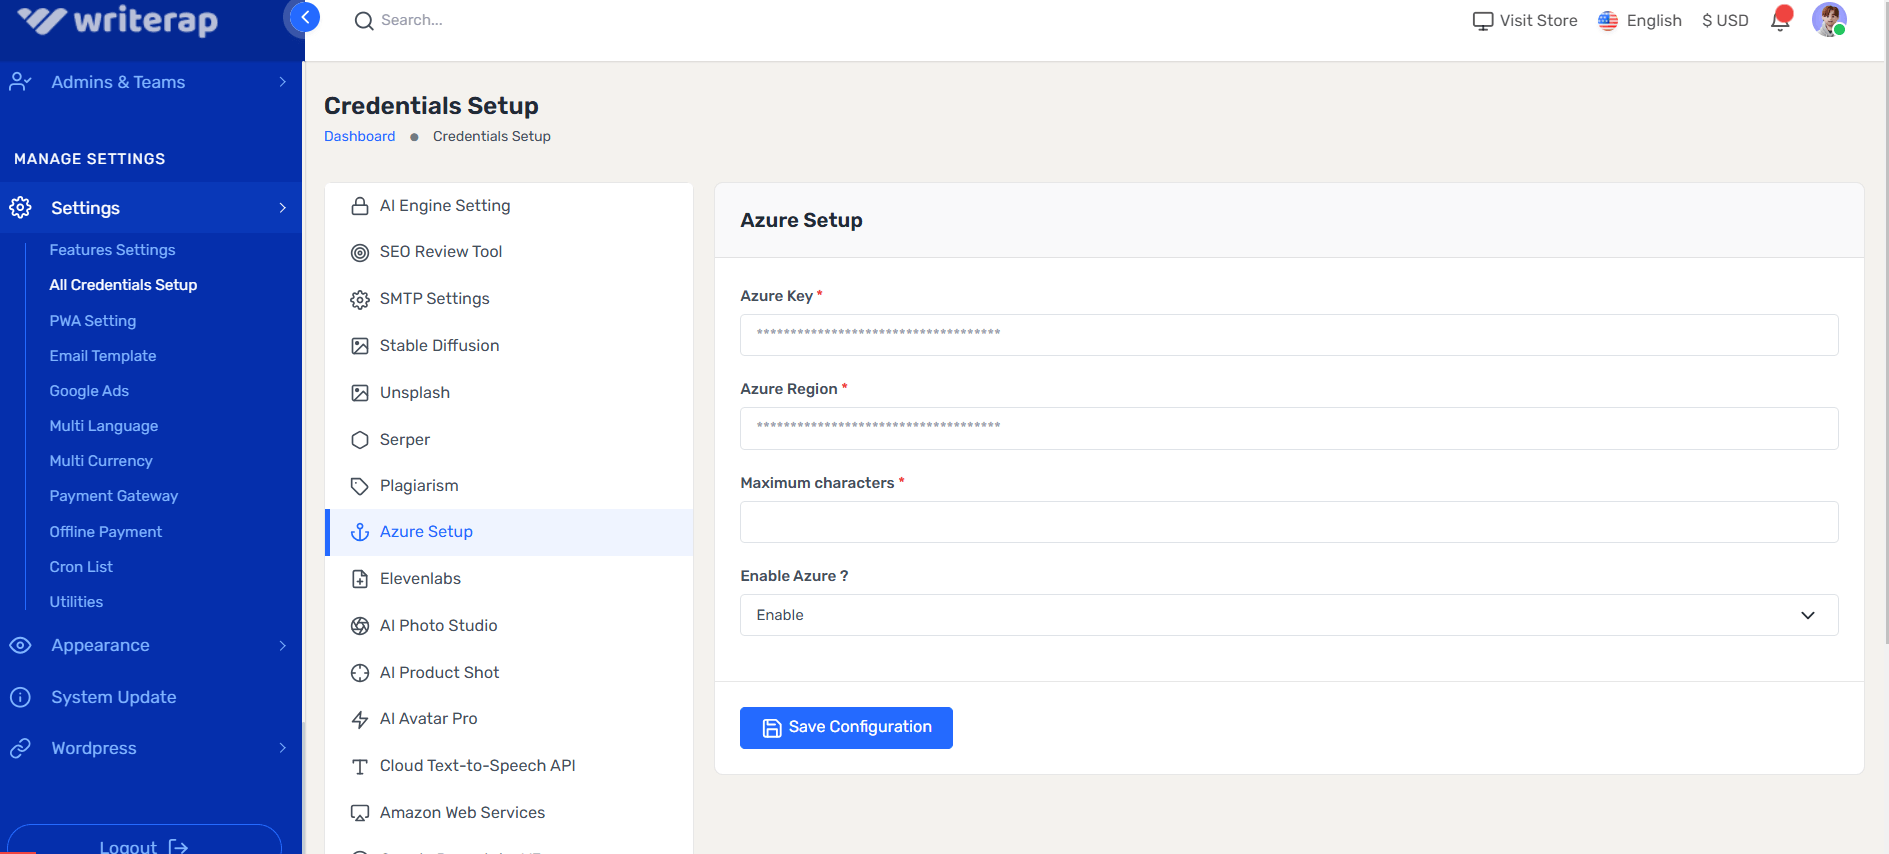 writerap
Search...
Visit Store
English
$ USD
Admins & Teams
MANAGE SETTINGS
Settings
Features Settings
All Credentials Setup
PWA Setting
Email Template
Google Ads
Multi Language
Multi Currency
Payment Gateway
Offline Payment
Cron List
Utilities
Appearance
System Update
Wordpress
Logout
Credentials Setup
Dashboard ● Credentials Setup
AI Engine Setting
SEO Review Tool
SMTP Settings
Stable Diffusion
Unsplash
Serper
Plagiarism
Azure Setup
Elevenlabs
AI Photo Studio
AI Product Shot
AI Avatar Pro
Cloud Text-to-Speech API
Amazon Web Services
Azure Setup
Azure Key *
************************************
Azure Region *
************************************
Maximum characters *
Enable Azure ?
Enable
Save Configuration